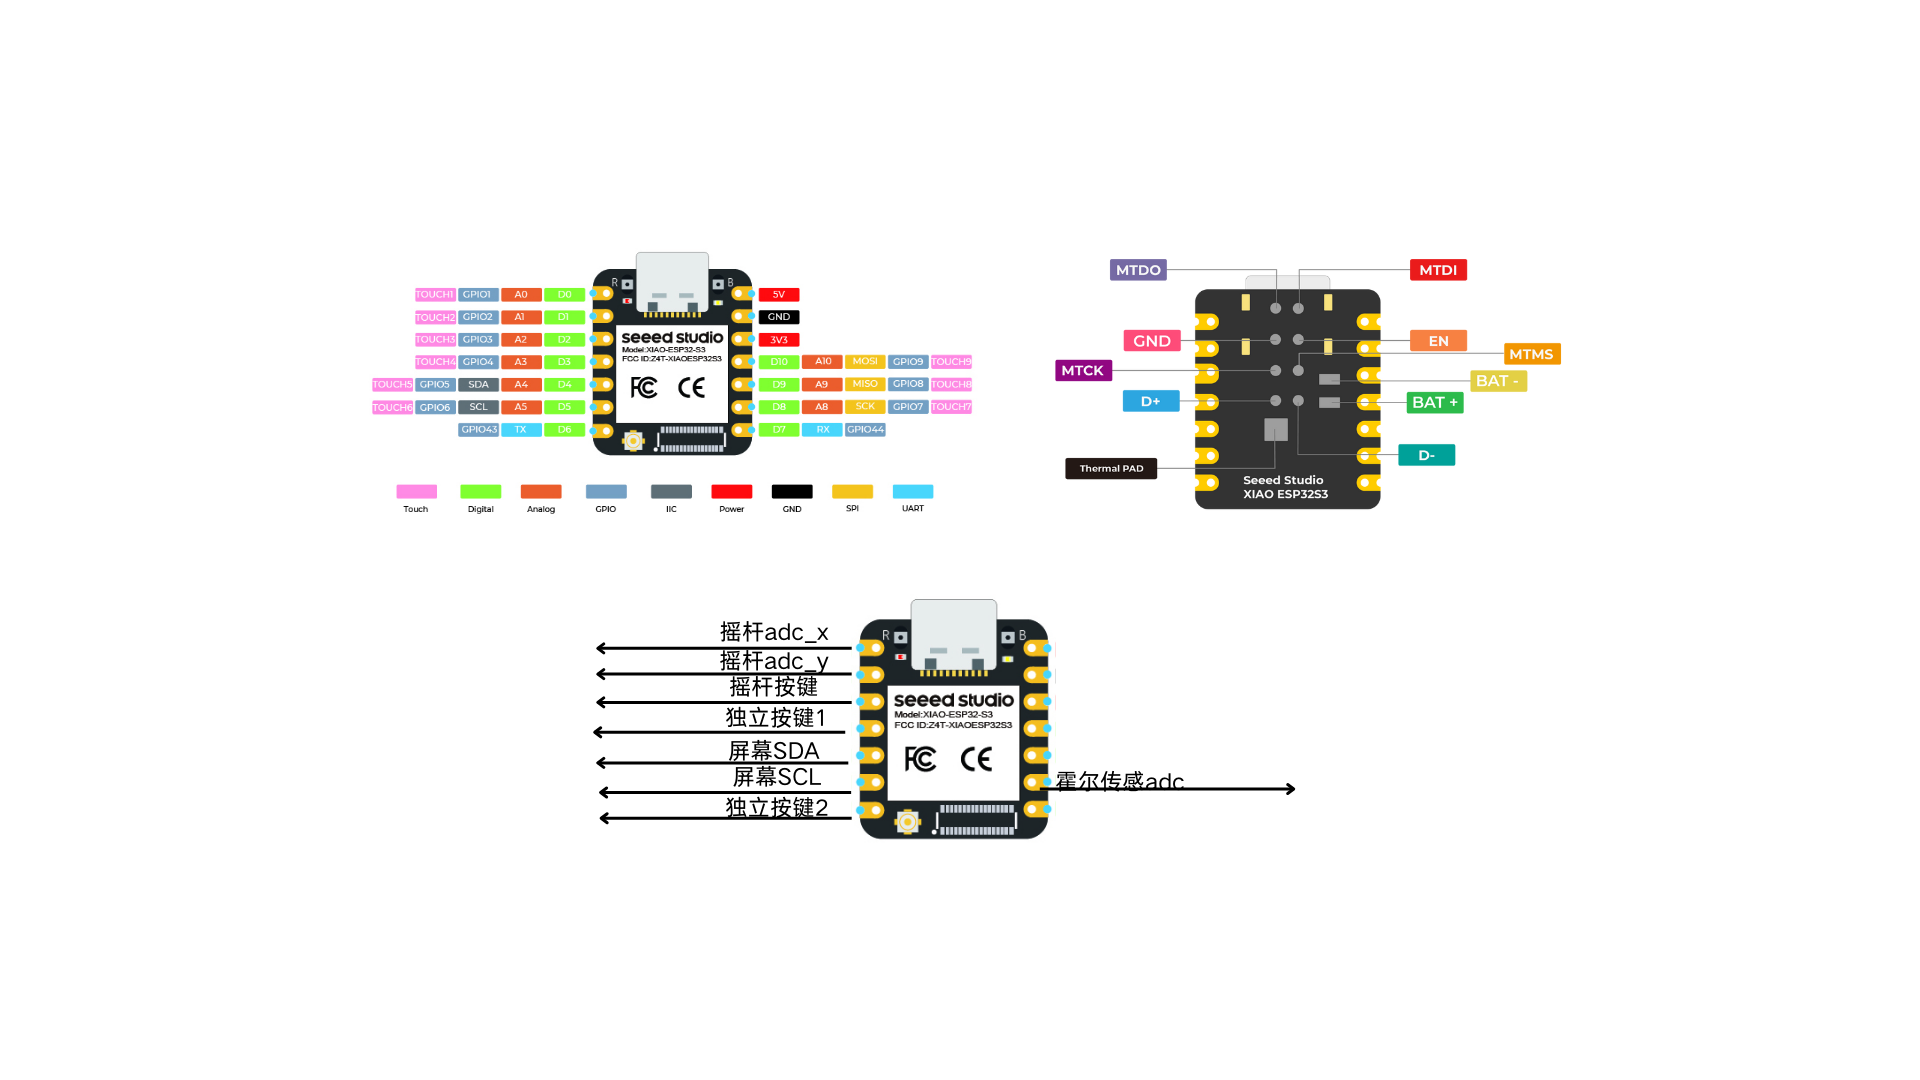 R B
TOUCH1 GPIO1 A0 D0 5V
TOUCH2 GPIO2 A1 D1 GND
TOUCH3 GPIO3 A2 D2 3V3
TOUCH4 GPIO4 A3 D3 D10 A10 MOSI GPIO9 TOUCH9
TOUCH5 GPIO5 SDA A4 D4 D9 A9 MISO GPIO8 TOUCH8
TOUCH6 GPIO6 SCL A5 D5 D8 A8 SCK GPIO7 TOUCH7
GPIO43 TX D6 D7 RX GPIO44
seeed studio
Model:XIAO-ESP32-S3
FCC ID:Z4T-XIAOESP32S3
FC CE
Touch Digital Analog GPIO IIC Power GND SPI UART
MTDO MTDI
GND EN
MTMS
MTCK
BAT -
D+ BAT +
D-
Thermal PAD
Seeed Studio
XIAO ESP32S3
摇杆adc_x
R B
摇杆adc_y
摇杆按键
seeed studio
Model:XIAO-ESP32-S3
FCC ID:Z4T-XIAOESP32S3
独立按键1
FC CE
屏幕SDA
屏幕SCL
霍尔传感adc
独立按键2